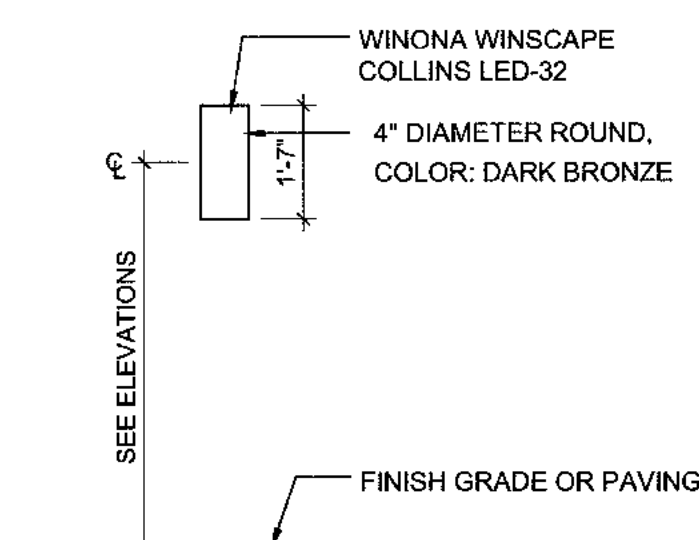 WINONA WINSCAPE
COLLINS LED-32
4" DIAMETER ROUND,
COLOR: DARK BRONZE
℄
1'-7"
SEE ELEVATIONS
FINISH GRADE OR PAVING